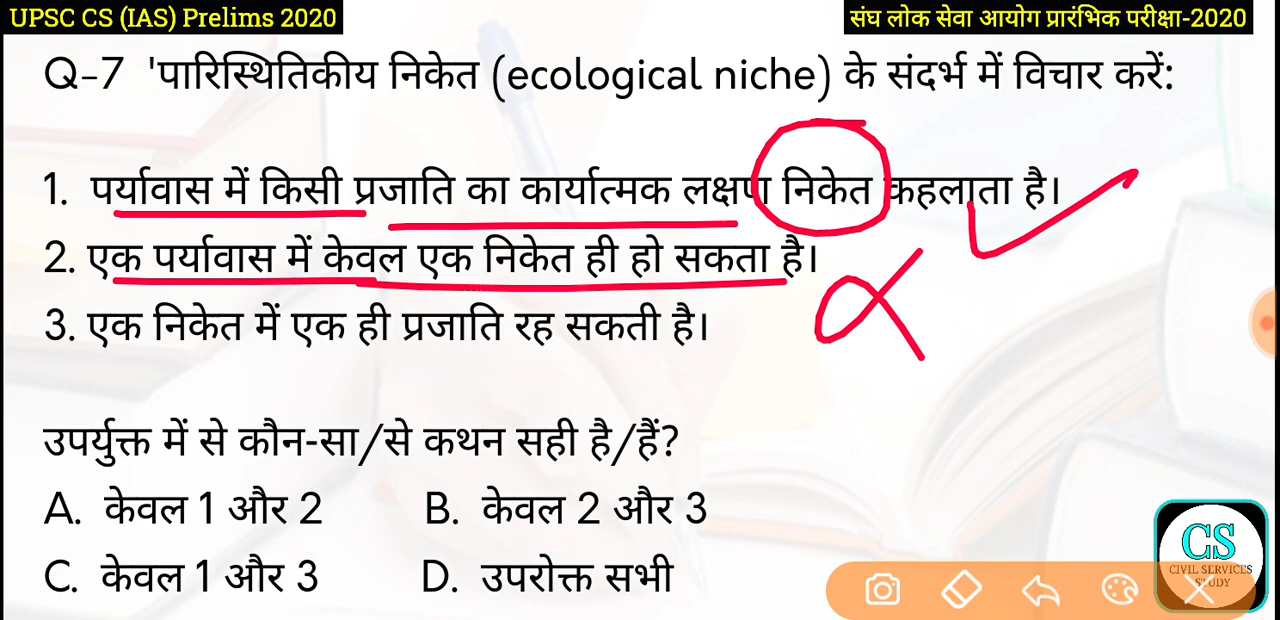 UPSC CS (IAS) Prelims 2020 संघ लोक सेवा आयोग प्रारंभिक परीक्षा-2020
Q-7 'पारिस्थितिकीय निकेत (ecological niche) के संदर्भ में विचार करें:
1. पर्यावास में किसी प्रजाति का कार्यात्मक लक्षण निकेत कहलाता है।
2. एक पर्यावास में केवल एक निकेत ही हो सकता है।
3. एक निकेत में एक ही प्रजाति रह सकती है।
उपर्युक्त में से कौन-सा/से कथन सही है/हैं?
A. केवल 1 और 2 B. केवल 2 और 3
C. केवल 1 और 3 D. उपरोक्त सभी
CS
CIVIL SERVICES
STUDY